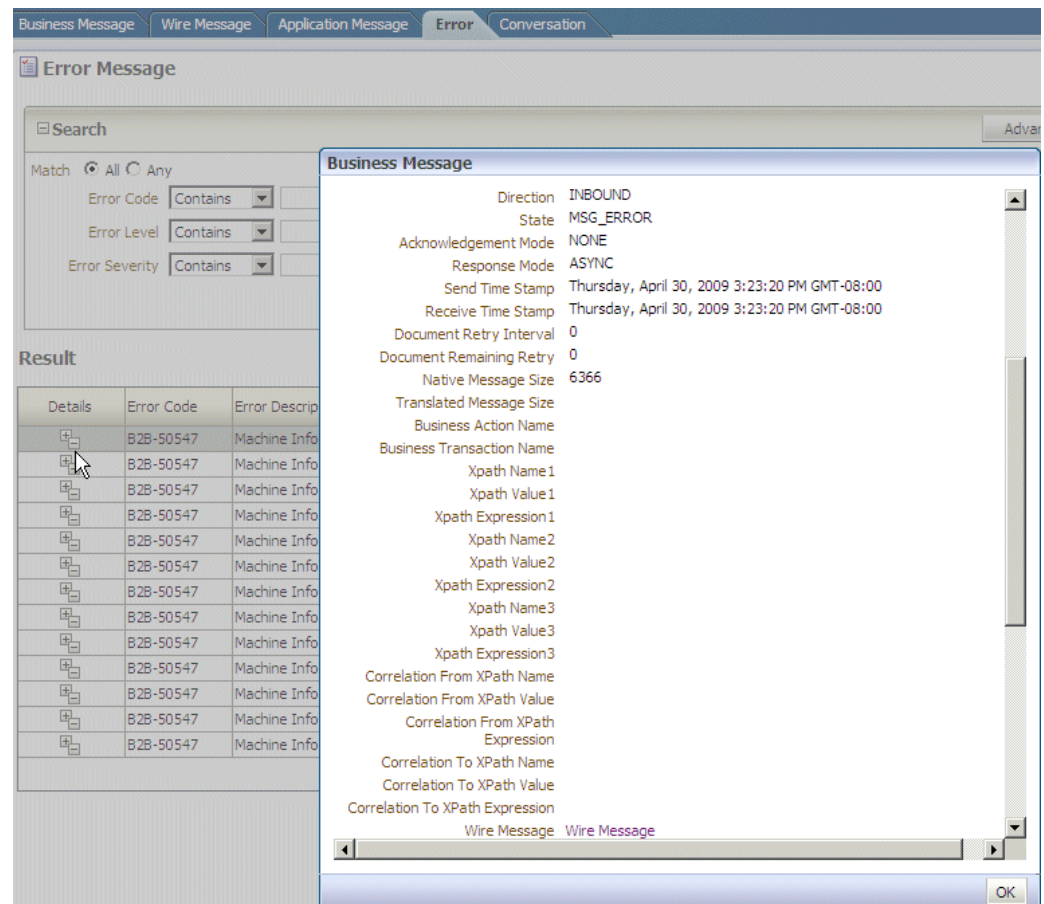 Business Message Wire Message Application Message Error Conversation
Error Message
Search
Match All Any
Error Code Contains
Error Level Contains
Error Severity Contains
Result
Details Error Code Error Descrip
B2B-50547 Machine Info
B2B-50547 Machine Info
B2B-50547 Machine Info
B2B-50547 Machine Info
B2B-50547 Machine Info
B2B-50547 Machine Info
B2B-50547 Machine Info
B2B-50547 Machine Info
B2B-50547 Machine Info
B2B-50547 Machine Info
B2B-50547 Machine Info
B2B-50547 Machine Info
B2B-50547 Machine Info
Advar
Business Message
Direction INBOUND
State MSG_ERROR
Acknowledgement Mode NONE
Response Mode ASYNC
Send Time Stamp Thursday, April 30, 2009 3:23:20 PM GMT-08:00
Receive Time Stamp Thursday, April 30, 2009 3:23:20 PM GMT-08:00
Document Retry Interval 0
Document Remaining Retry 0
Native Message Size 6366
Translated Message Size
Business Action Name
Business Transaction Name
Xpath Name1
Xpath Value1
Xpath Expression1
Xpath Name2
Xpath Value2
Xpath Expression2
Xpath Name3
Xpath Value3
Xpath Expression3
Correlation From XPath Name
Correlation From XPath Value
Correlation From XPath
Expression
Correlation To XPath Name
Correlation To XPath Value
Correlation To XPath Expression
Wire Message Wire Message
OK